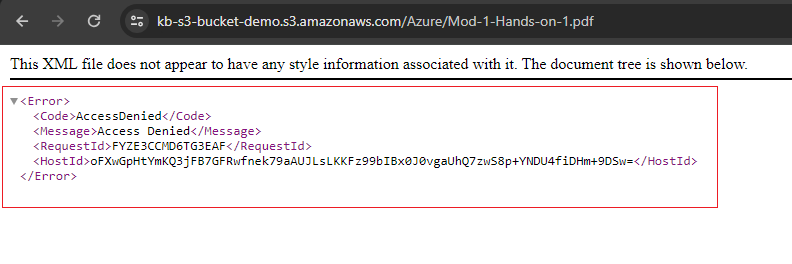 kb-s3-bucket-demo.s3.amazonaws.com/Azure/Mod-1-Hands-on-1.pdf
This XML file does not appear to have any style information associated with it. The document tree is shown below.
▼<Error>
<Code>AccessDenied</Code>
<Message>Access Denied</Message>
<RequestId>FYZE3CCMD6TG3EAF</RequestId>
<HostId>oFXwGpHtYmKQ3jFB7GFRwfnek79aAUJLsLKKFz99bIBx0J0vgaUhQ7zwS8p+YNDU4fiDHm+9DSw=</HostId>
</Error>